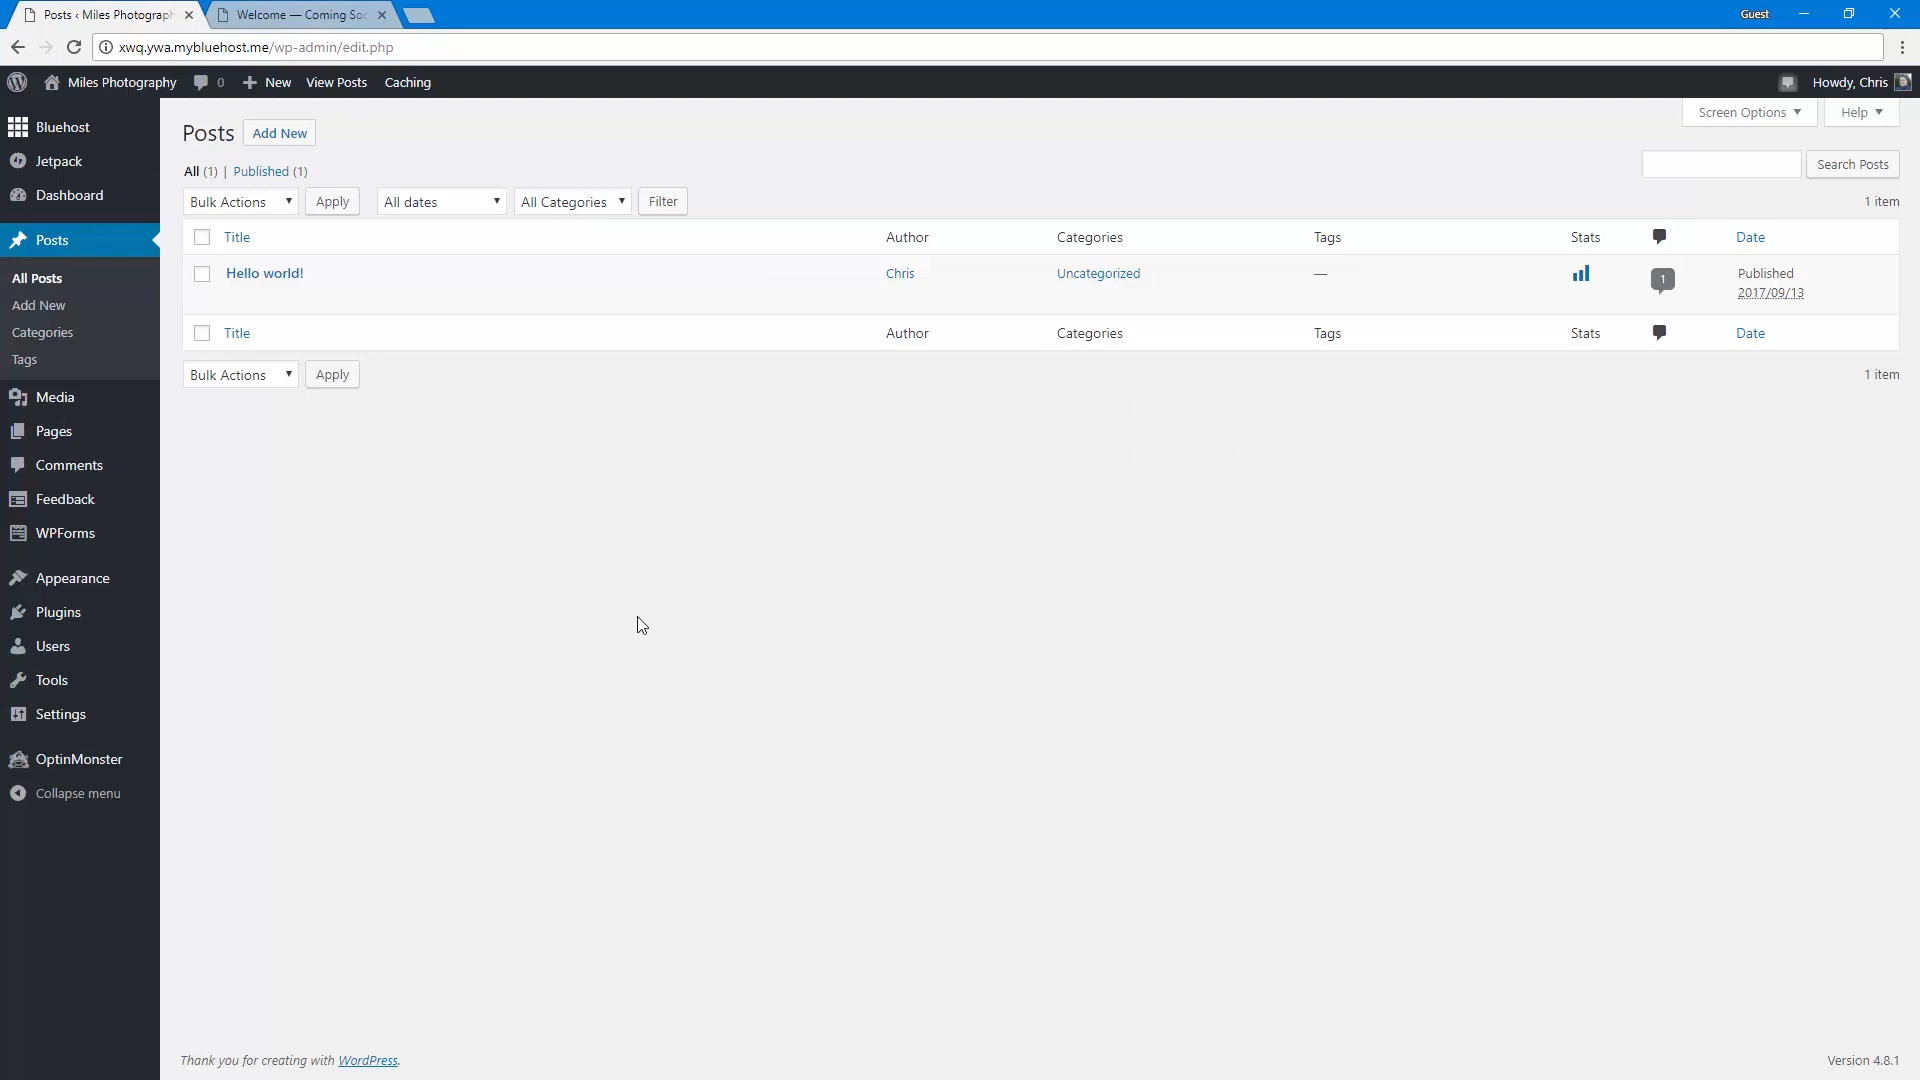 Posts ‹ Miles Photograph
Welcome — Coming Soo
Guest
xwq.ywa.mybluehost.me/wp-admin/edit.php
Miles Photography 0 New View Posts Caching Howdy, Chris
Screen Options Help
Bluehost
Jetpack
Dashboard
Posts
All Posts
Add New
Categories
Tags
Media
Pages
Comments
Feedback
WPForms
Appearance
Plugins
Users
Tools
Settings
OptinMonster
Collapse menu
Posts Add New
All (1) | Published (1)
Search Posts
Bulk Actions Apply All dates All Categories Filter 1 item
Title Author Categories Tags Stats Date
Hello world! Chris Uncategorized — 1 Published
2017/09/13
Title Author Categories Tags Stats Date
Bulk Actions Apply 1 item
Thank you for creating with WordPress. Version 4.8.1